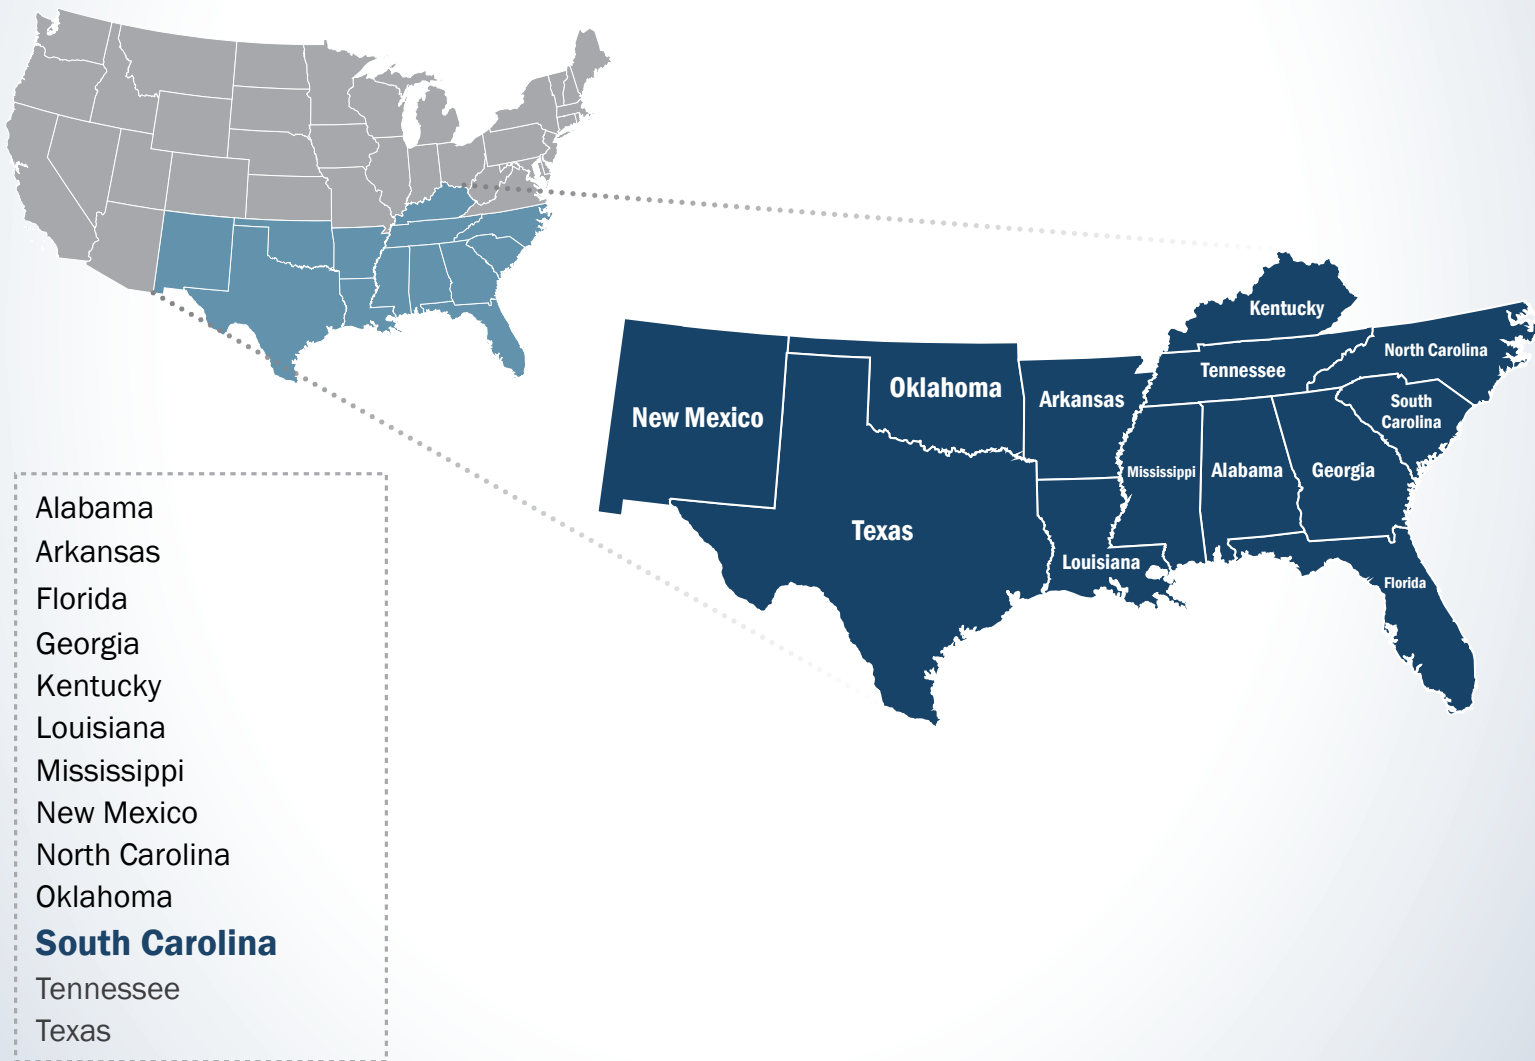 Kentucky
North Carolina
Tennessee
Oklahoma
Arkansas
New Mexico
South
Carolina
Mississippi
Alabama
Georgia
Texas
Louisiana
Florida
Alabama
Arkansas
Florida
Georgia
Kentucky
Louisiana
Mississippi
New Mexico
North Carolina
Oklahoma
South Carolina
Tennessee
Texas